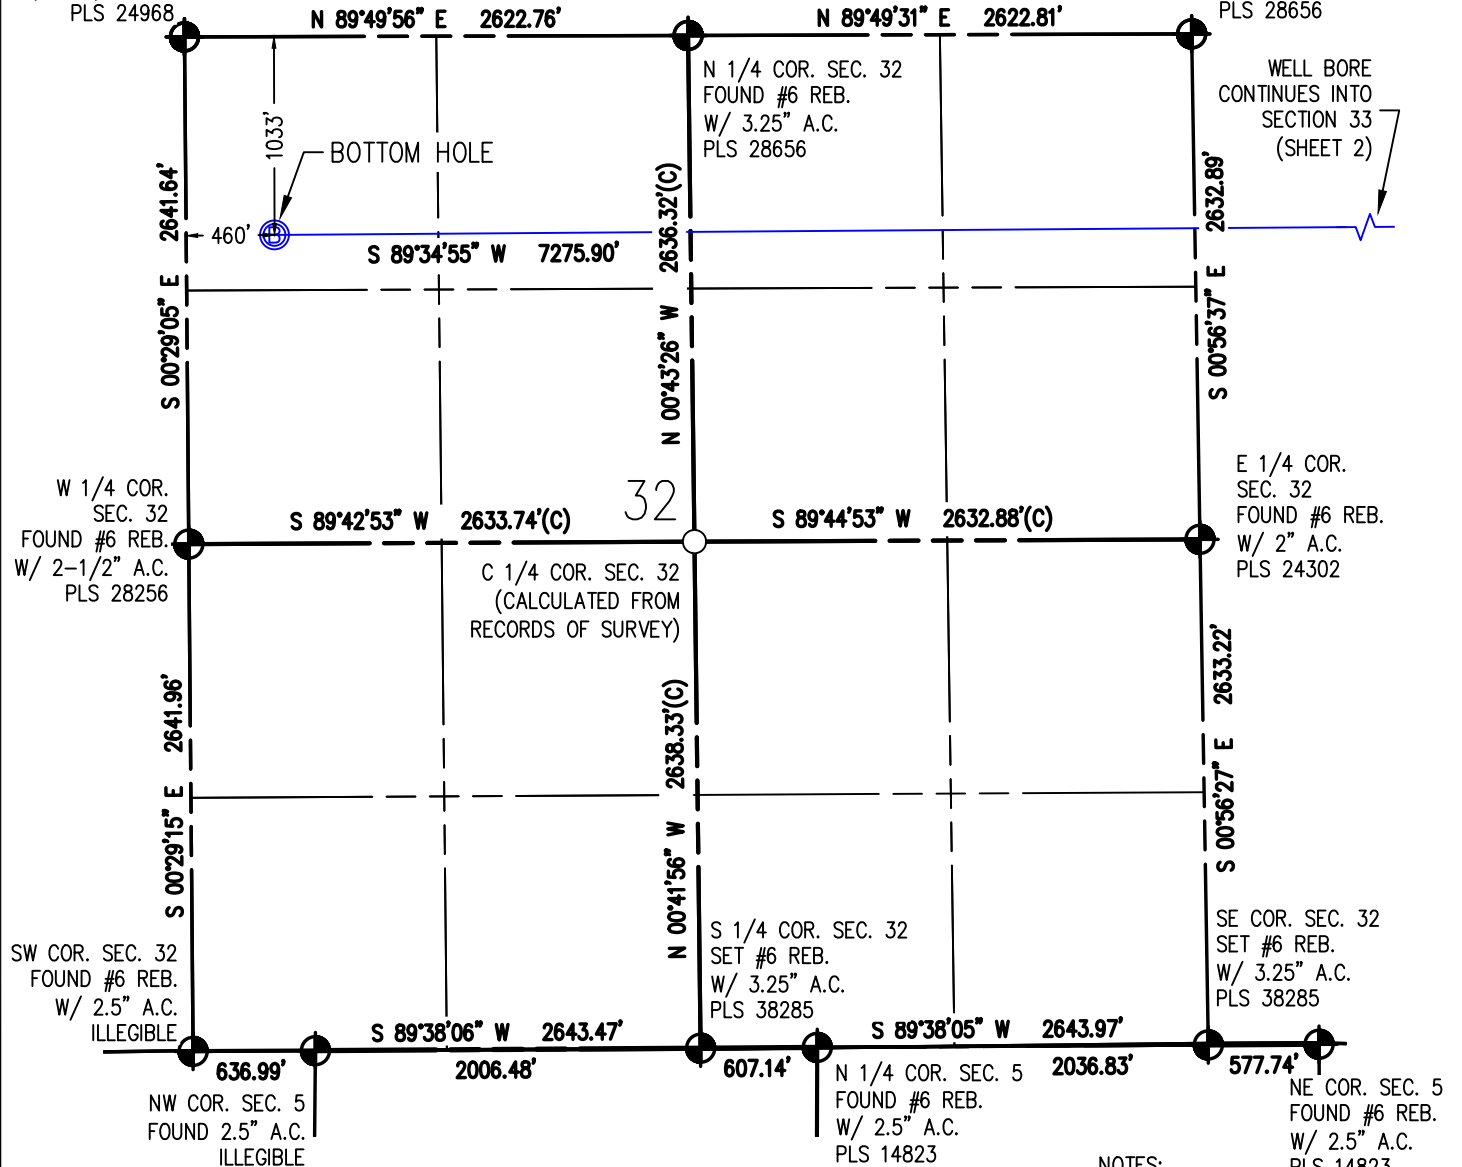 PLS 24968
N 89°49'56" E 2622.76'
N 89°49'31" E 2622.81'
PLS 28656
N 1/4 COR. SEC. 32
FOUND #6 REB.
W/ 3.25" A.C.
PLS 28656
WELL BORE
CONTINUES INTO
SECTION 33
(SHEET 2)
1033'
BOTTOM HOLE
460'
B
S 89°34'55" W 7275.90'
S 00°29'05" E 2641.64'
N 00°43'26" W 2636.32'(C)
S 00°56'37" E 2632.89'
W 1/4 COR.
SEC. 32
FOUND #6 REB.
W/ 2-1/2" A.C.
PLS 28256
S 89°42'53" W 2633.74'(C)
32
S 89°44'53" W 2632.88'(C)
E 1/4 COR.
SEC. 32
FOUND #6 REB.
W/ 2" A.C.
PLS 24302
C 1/4 COR. SEC. 32
(CALCULATED FROM
RECORDS OF SURVEY)
S 00°29'15" E 2641.96'
N 00°41'56" W 2638.33'(C)
S 00°56'27" E 2633.22'
SW COR. SEC. 32
FOUND #6 REB.
W/ 2.5" A.C.
ILLEGIBLE
S 1/4 COR. SEC. 32
SET #6 REB.
W/ 3.25" A.C.
PLS 38285
SE COR. SEC. 32
SET #6 REB.
W/ 3.25" A.C.
PLS 38285
S 89°38'06" W 2643.47'
S 89°38'05" W 2643.97'
636.99'
2006.48'
607.14'
2036.83'
577.74'
NW COR. SEC. 5
FOUND 2.5" A.C.
ILLEGIBLE
N 1/4 COR. SEC. 5
FOUND #6 REB.
W/ 2.5" A.C.
PLS 14823
NE COR. SEC. 5
FOUND #6 REB.
W/ 2.5" A.C.
PLS 14823
NOTES: